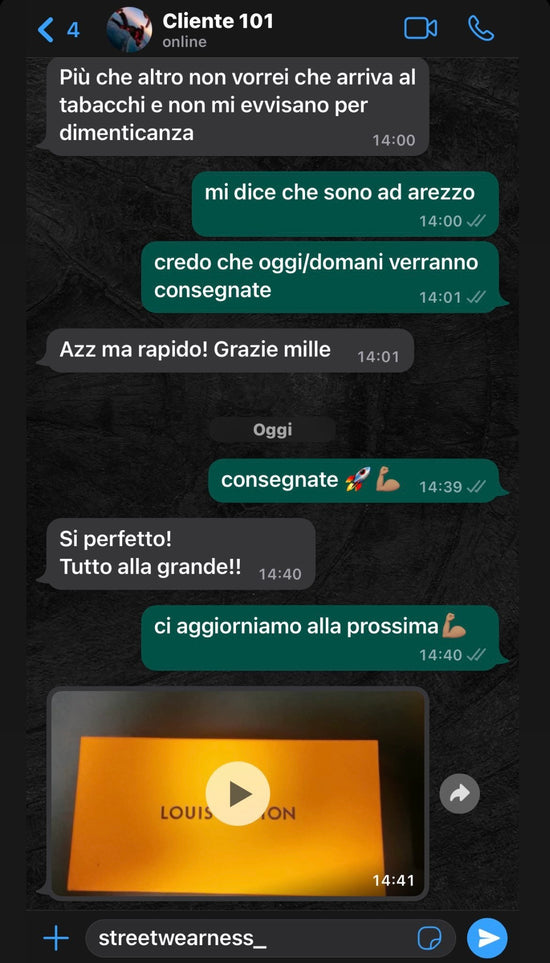 4
Cliente 101
online
Più che altro non vorrei che arriva al
tabacchi e non mi evvisano per
dimenticanza
14:00
mi dice che sono ad arezzo
14:00
credo che oggi/domani verranno
consegnate
14:01
Azz ma rapido! Grazie mille
14:01
Oggi
consegnate 🚀💪🏽
14:39
Si perfetto!
Tutto alla grande!!
14:40
ci aggiorniamo alla prossima💪🏽
14:40
LOUIS ON
14:41
streetwearness_